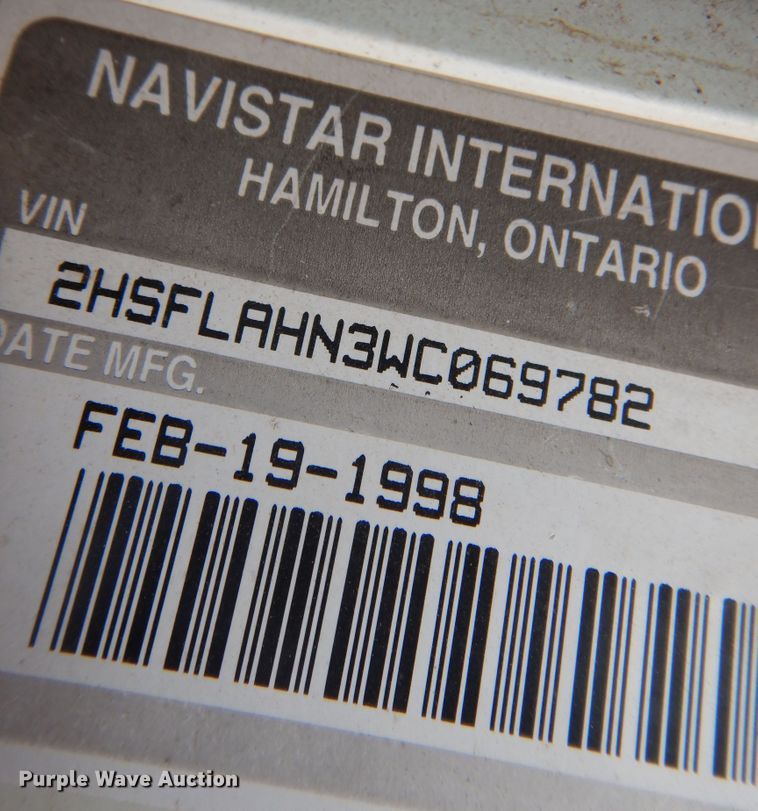 NAVISTAR INTERNATIO
HAMILTON, ONTARIO
VIN
2HSFLAHN3WC069782
DATE MFG.
FEB-19-1998
Purple Wave Auction